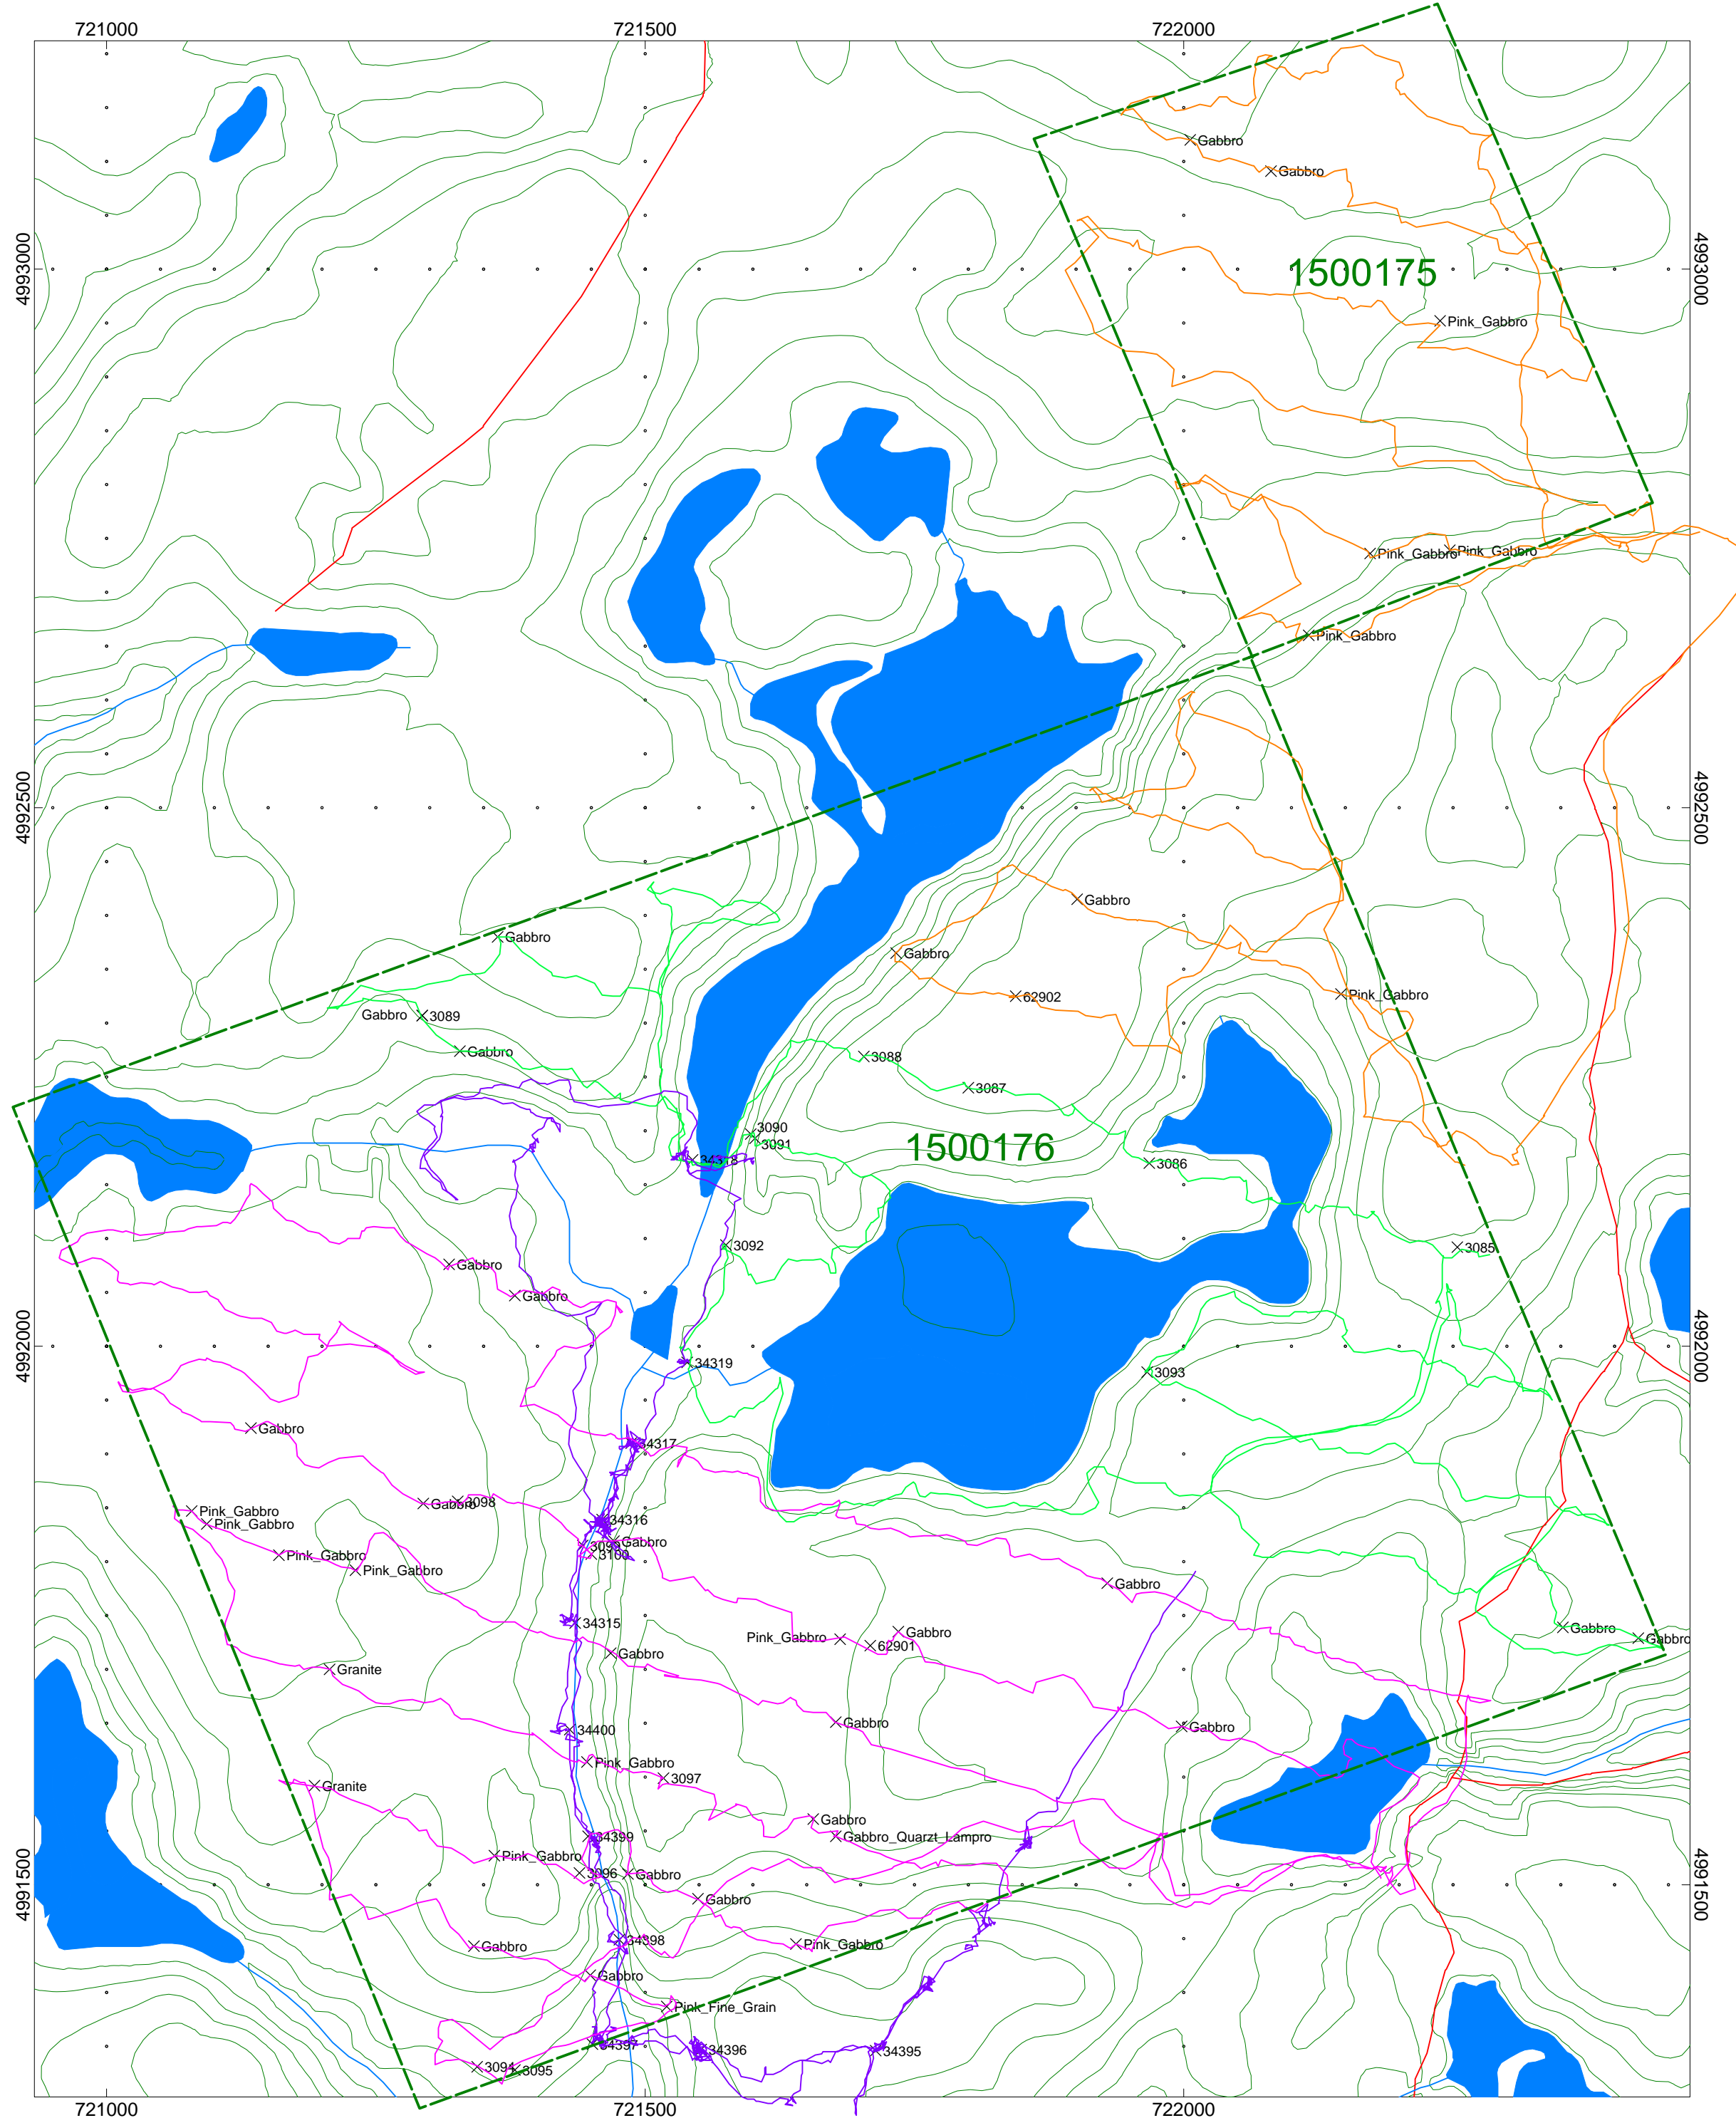 721000
721500
722000
Gabbro
Gabbro
4993000
4993000
1500175
Pink_Gabbro
Pink_Gabbro
Pink_Gabbro
Pink_Gabbro
4992500
4992500
Gabbro
Gabbro
Gabbro
62902
Pink_Gabbro
Gabbro
3089
Gabbro
3088
3087
3090
3091
1500176
34318
3086
3092
3085
Gabbro
Gabbro
4992000
4992000
34319
3093
Gabbro
34317
Gabbro
3098
Pink_Gabbro
Pink_Gabbro
34316
Gabbro
3099
3100
Pink_Gabbro
Pink_Gabbro
Gabbro
34315
Gabbro
Pink_Gabbro
Gabbro
62901
Gabbro
Gabbro
Granite
Gabbro
Gabbro
34400
Pink_Gabbro
3097
Granite
Gabbro
34399
Gabbro_Quarzt_Lampro
Pink_Gabbro
3096
Gabbro
4991500
4991500
Gabbro
34398
Gabbro
Pink_Gabbro
Gabbro
Pink_Fine_Grain
34397
34396
34395
3094
3095
721000
721500
722000